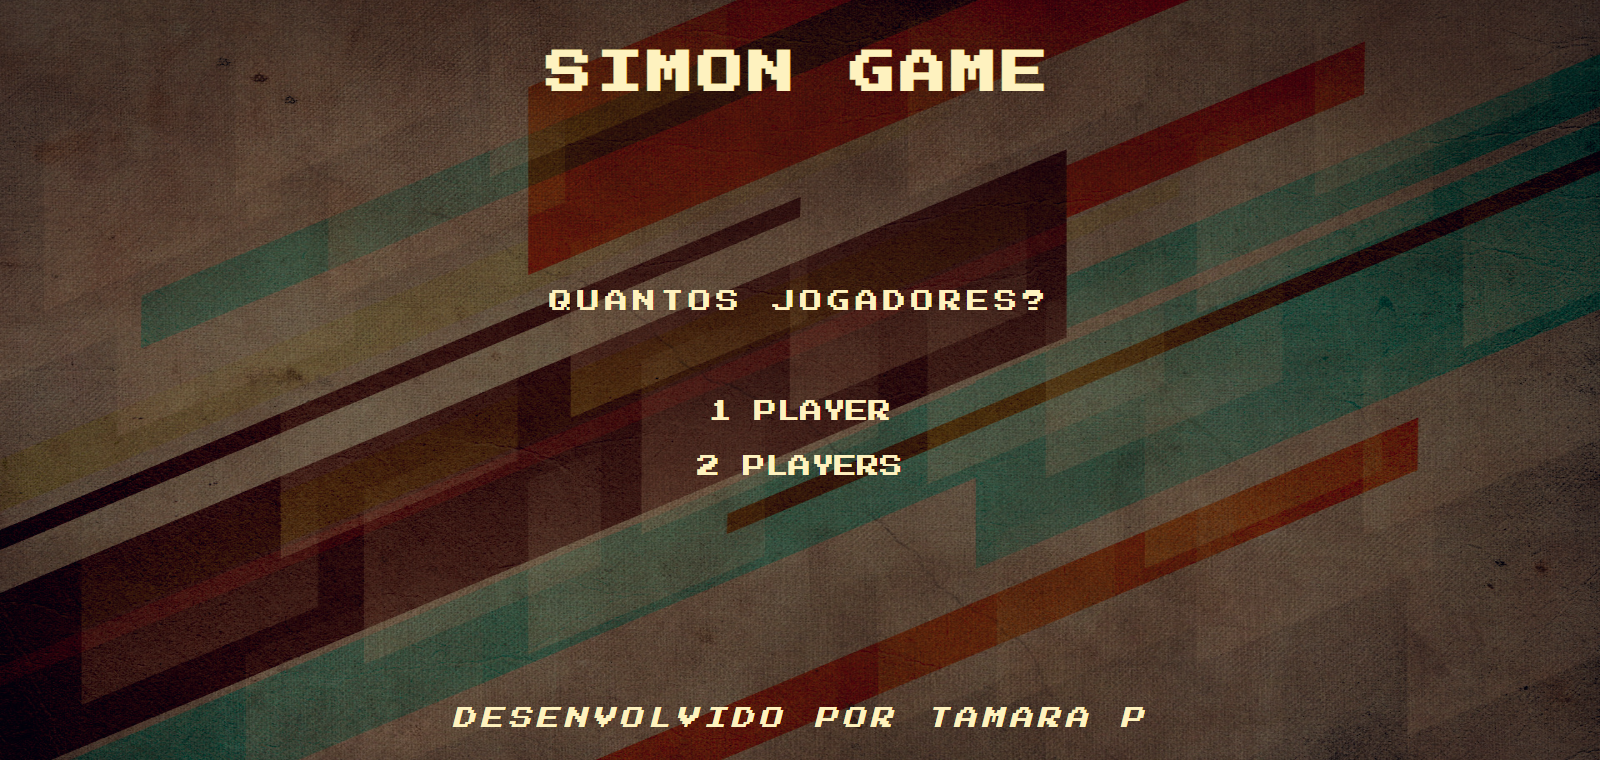 SIMON GAME
QUANTOS JOGADORES?
1 PLAYER
2 PLAYERS
DESENVOLVIDO POR TAMARA P